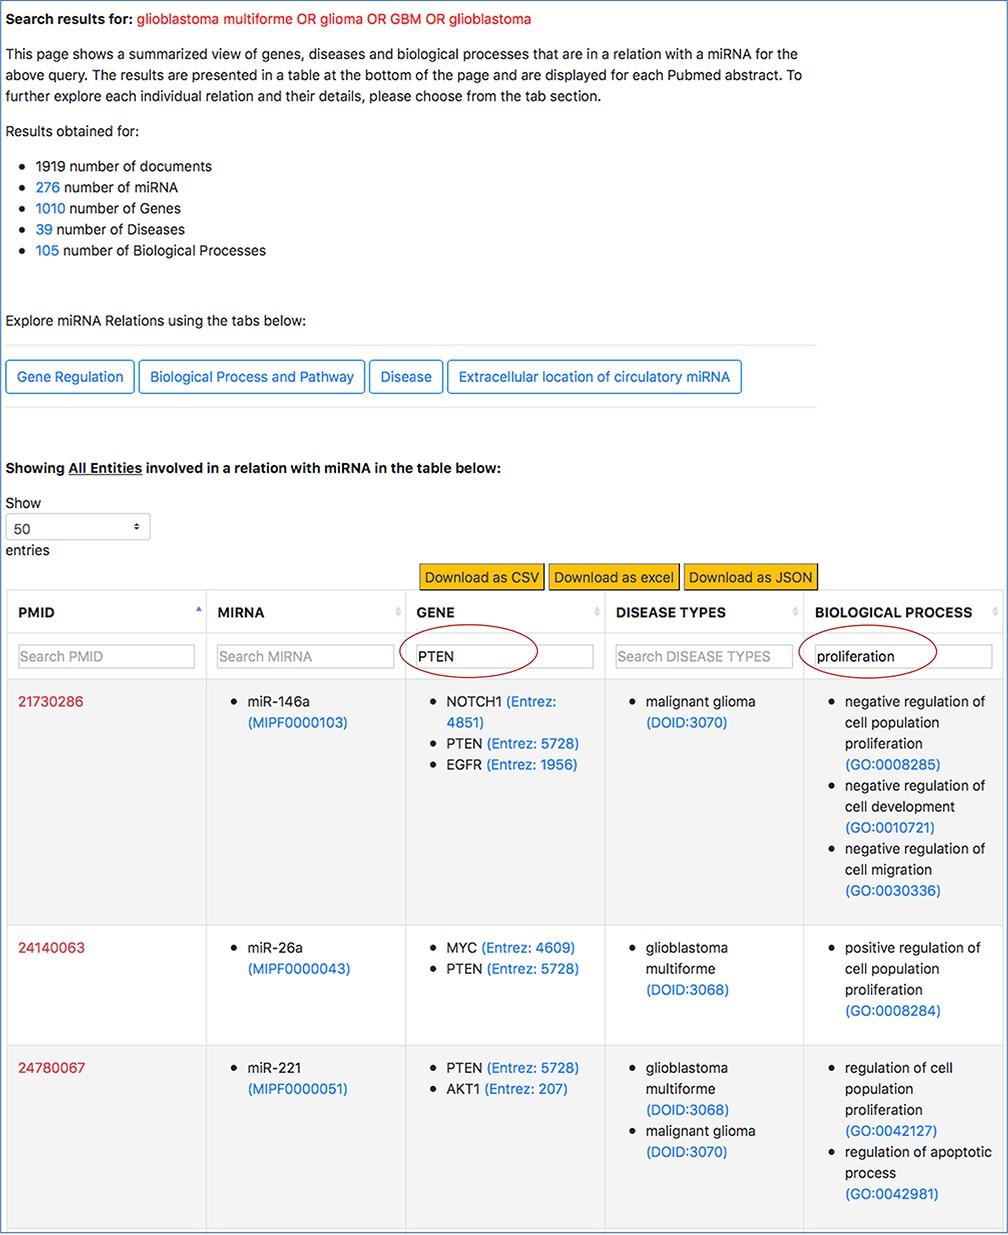 Search results for: glioblastoma multiforme OR glioma OR GBM OR glioblastoma
This page shows a summarized view of genes, diseases and biological processes that are in a relation with a miRNA for the
above query. The results are presented in a table at the bottom of the page and are displayed for each Pubmed abstract. To
further explore each individual relation and their details, please choose from the tab section.
Results obtained for:
1919 number of documents
276 number of miRNA
1010 number of Genes
39 number of Diseases
105 number of Biological Processes
Explore miRNA Relations using the tabs below:
Gene Regulation Biological Process and Pathway Disease Extracellular location of circulatory miRNA
Showing All Entities involved in a relation with miRNA in the table below:
Show
50
entries
Download as CSV Download as excel Download as JSON
PMID MIRNA GENE DISEASE TYPES BIOLOGICAL PROCESS
Search PMID Search MIRNA PTEN Search DISEASE TYPES proliferation
21730286
miR-146a
(MIPF0000103)
NOTCH1 (Entrez:
4851)
PTEN (Entrez: 5728)
EGFR (Entrez: 1956)
malignant glioma
(DOID:3070)
negative regulation of
cell population
proliferation
(GO:0008285)
negative regulation of
cell development
(GO:0010721)
negative regulation of
cell migration
(GO:0030336)
24140063
miR-26a
(MIPF0000043)
MYC (Entrez: 4609)
PTEN (Entrez: 5728)
glioblastoma
multiforme
(DOID:3068)
positive regulation of
cell population
proliferation
(GO:0008284)
24780067
miR-221
(MIPF0000051)
PTEN (Entrez: 5728)
AKT1 (Entrez: 207)
glioblastoma
multiforme
(DOID:3068)
malignant glioma
(DOID:3070)
regulation of cell
population
proliferation
(GO:0042127)
regulation of apoptotic
process
(GO:0042981)